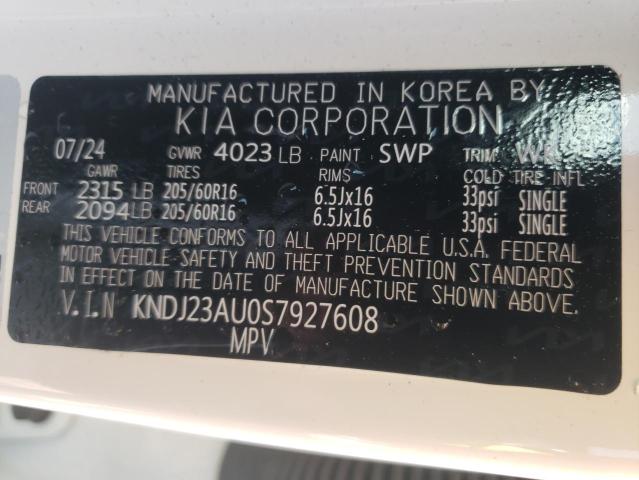 MANUFACTURED IN KOREA BY
KIA CORPORATION
07/24 GVWR 4023 LB PAINT SWP TRIM WK
GAWR TIRES RIMS COLD TIRE INFL
FRONT 2315 LB 205/60R16 6.5Jx16 33psi SINGLE
REAR 2094 LB 205/60R16 6.5Jx16 33psi SINGLE
THIS VEHICLE CONFORMS TO ALL APPLICABLE U.S.A. FEDERAL
MOTOR VEHICLE SAFETY AND THEFT PREVENTION STANDARDS
IN EFFECT ON THE DATE OF MANUFACTURE SHOWN ABOVE.
V.I.N KNDJ23AU0S7927608
MPV